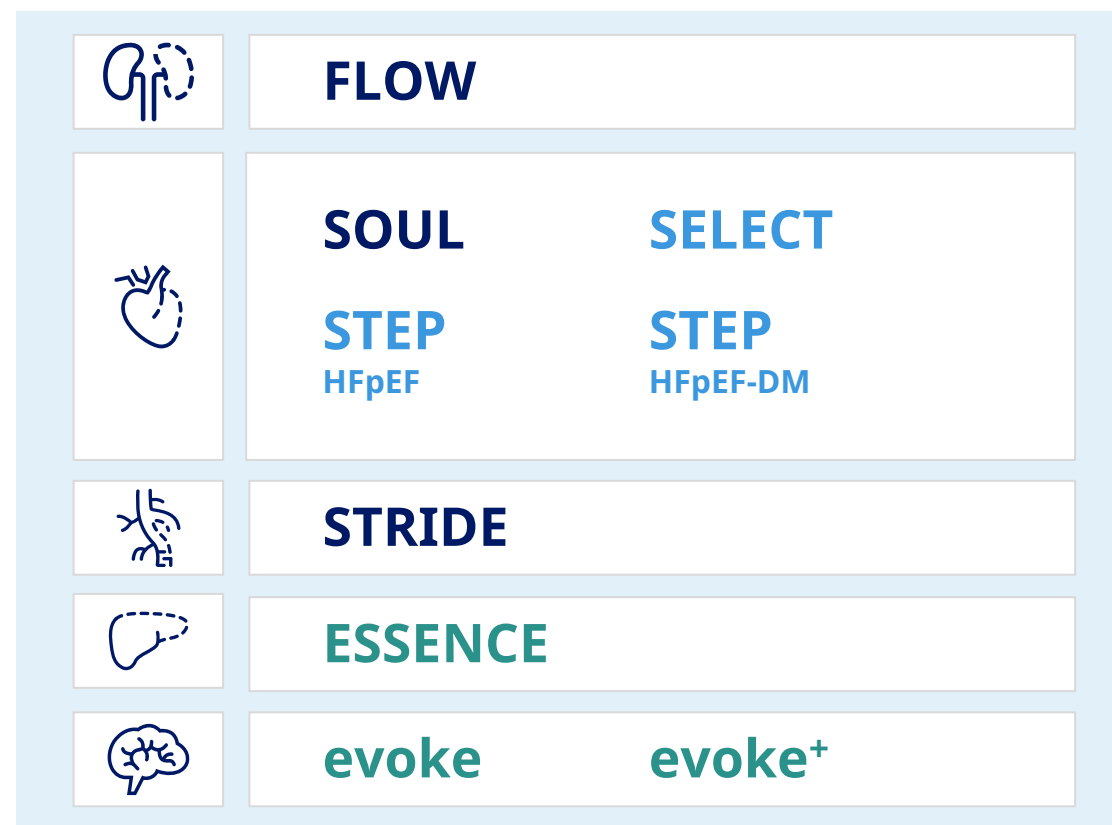 FLOW
SOUL SELECT
STEP STEP
HFpEF HFpEF-DM
STRIDE
ESSENCE
evoke evoke⁺